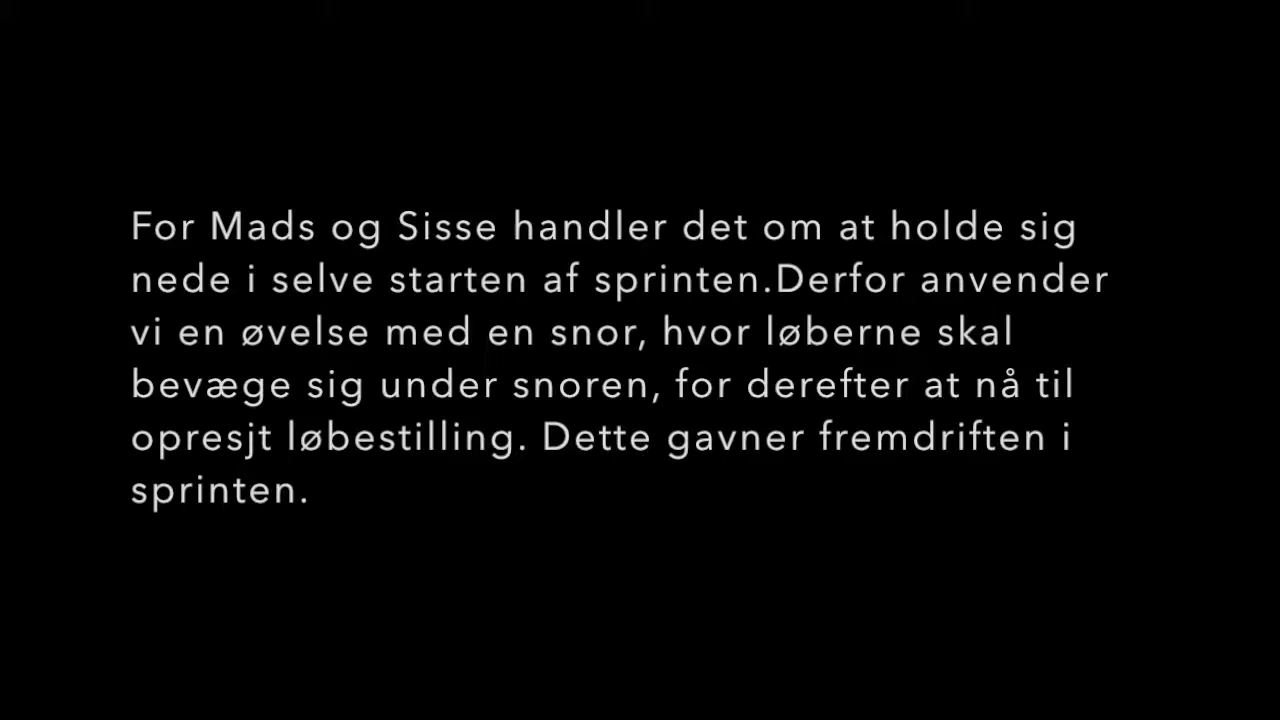 For Mads og Sisse handler det om at holde sig
nede i selve starten af sprinten.Derfor anvender
vi en øvelse med en snor, hvor løberne skal
bevæge sig under snoren, for derefter at nå til
opresjt løbestilling. Dette gavner fremdriften i
sprinten.